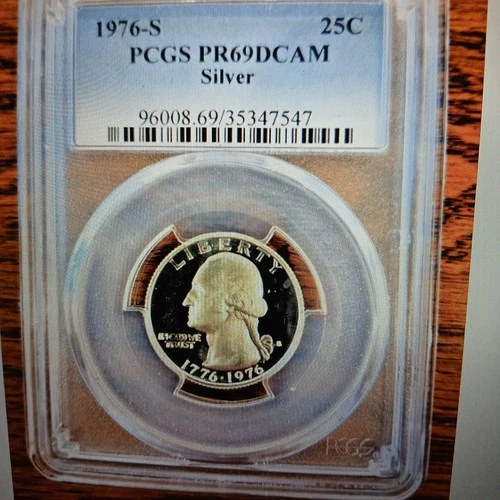 1976-S 25C
PCGS PR69DCAM
Silver
96008.69/35347547
LIBERTY
IN GOD WE
TRUST
S
1776·1976
PCGS